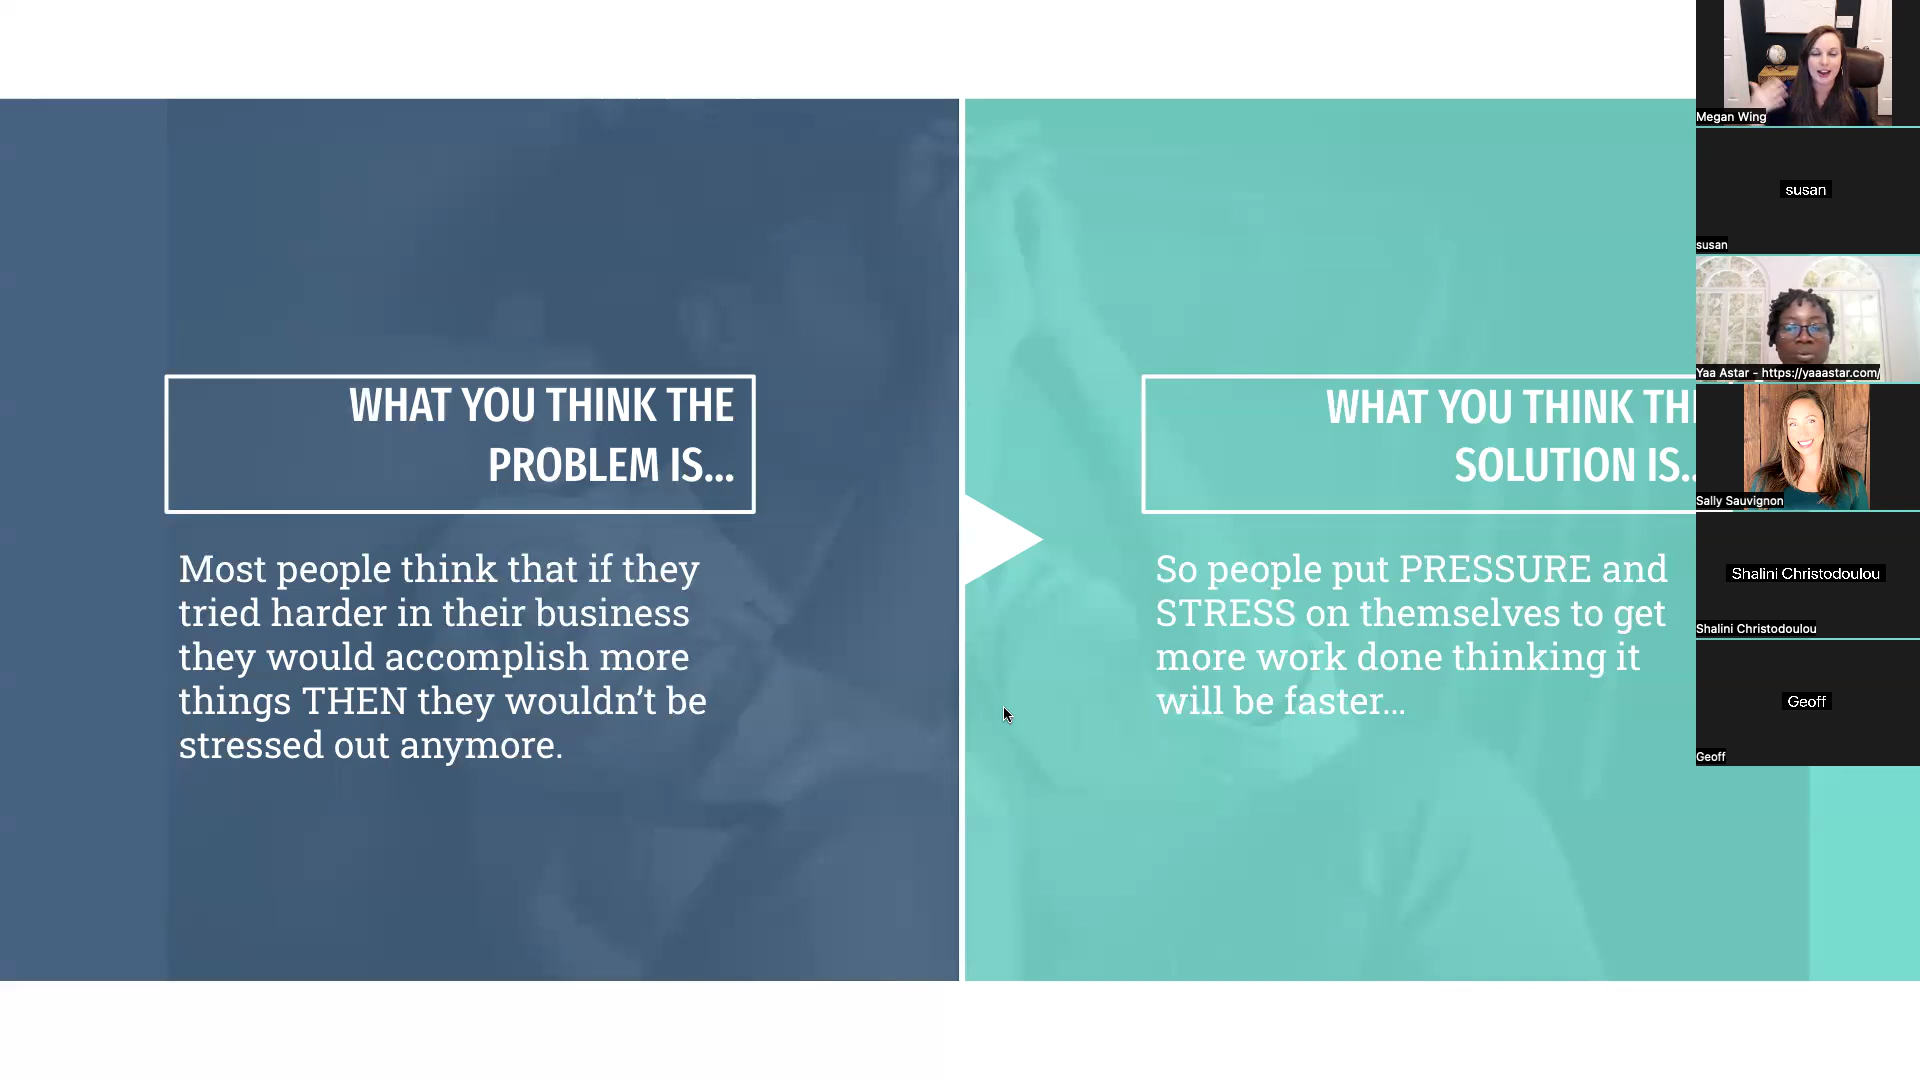 WHAT YOU THINK THE
PROBLEM IS...
Most people think that if they
tried harder in their business
they would accomplish more
things THEN they wouldn’t be
stressed out anymore.
WHAT YOU THINK TH
SOLUTION IS..
So people put PRESSURE and
STRESS on themselves to get
more work done thinking it
will be faster...
Megan Wing
susan
susan
Yaa Astar - https://yaaastar.com/
Sally Sauvignon
Shalini Christodoulou
Shalini Christodoulou
Geoff
Geoff